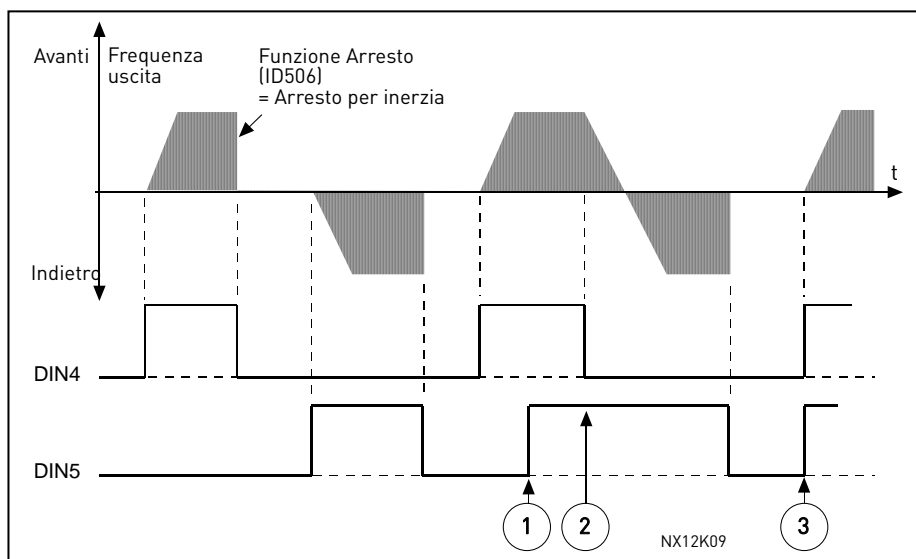 Avanti
Frequenza
uscita
Funzione Arresto
(ID506)
= Arresto per inerzia
t
Indietro
DIN4
DIN5
1
2
3
NX12K09